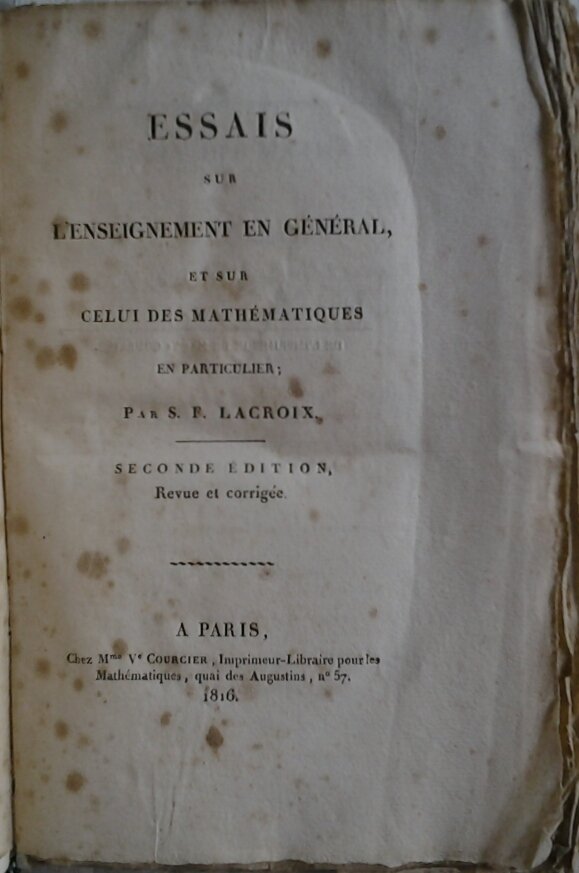 ESSAIS
SUR
L'ENSEIGNEMENT EN GÉNÉRAL,
ET SUR
CELUI DES MATHÉMATIQUES
EN PARTICULIER;
PAR S. F. LACROIX,
SECONDE ÉDITION,
Revue et corrigée.
A PARIS,
Chez Mme Ve COURCIER, Imprimeur-Libraire pour les
Mathématiques, quai des Augustins, nº 57.
1816.